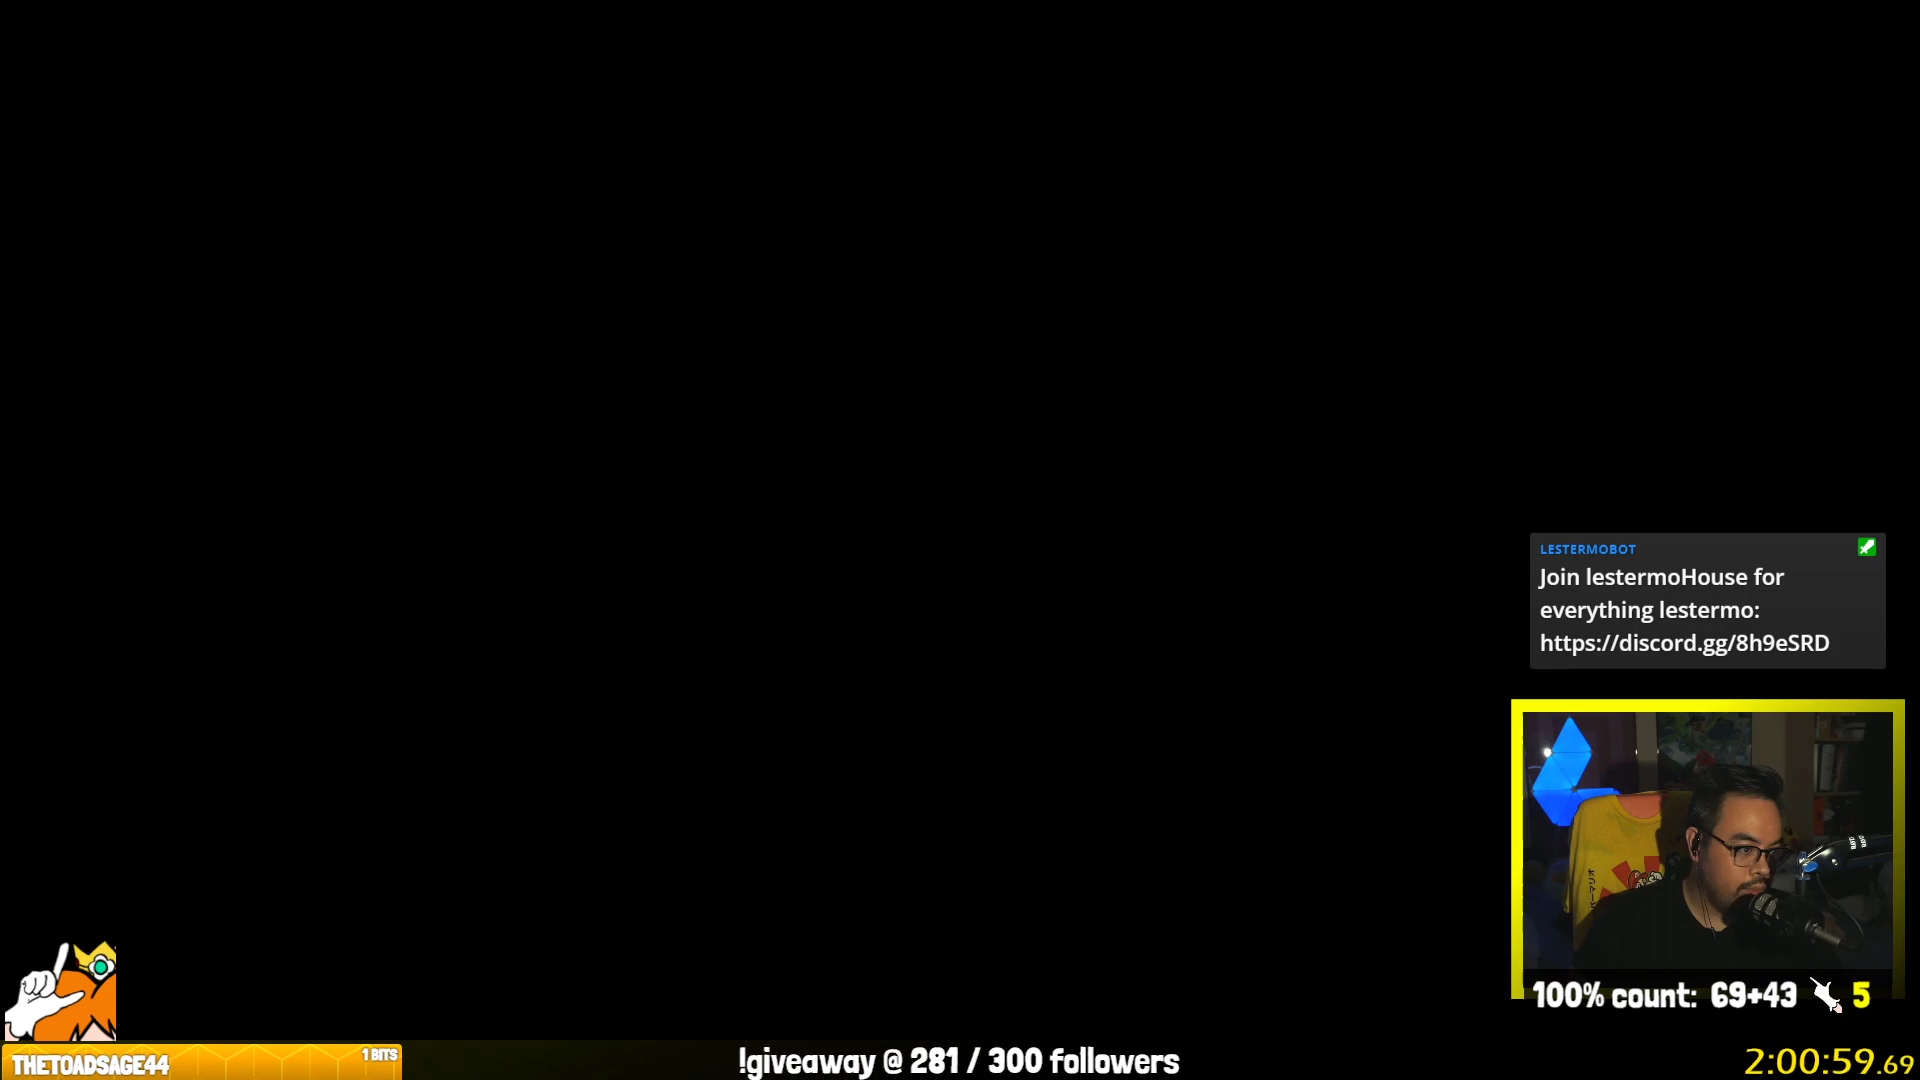 LESTERMOBOT
Join lestermoHouse for
everything lestermo:
https://discord.gg/8h9eSRD
100% count: 69+43 5
THETOADSAGE44
1 BITS
!giveaway @ 281 / 300 followers
2:00:59.69